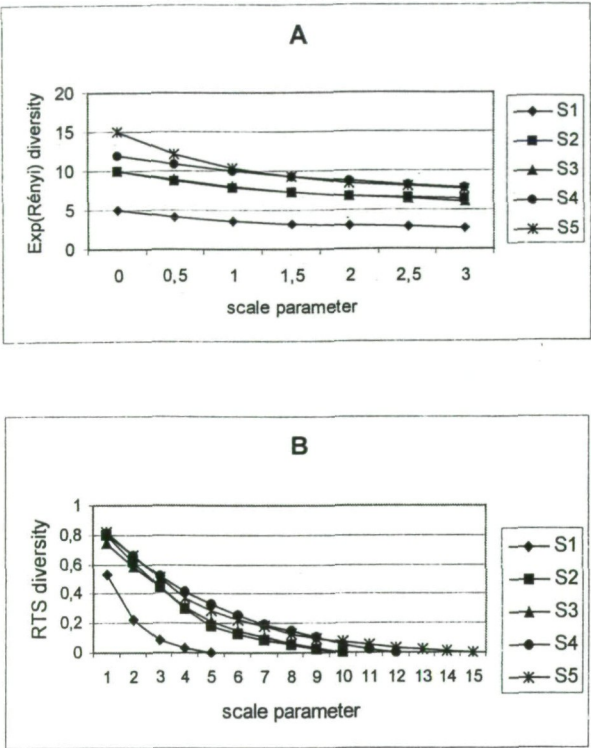 A
Exp(Rényi) diversity
20
15
10
5
0
0 0,5 1 1,5 2 2,5 3
scale parameter
S1
S2
S3
S4
S5
B
RTS diversity
1
0,8
0,6
0,4
0,2
0
1 2 3 4 5 6 7 8 9 10 11 12 13 14 15
scale parameter
S1
S2
S3
S4
S5